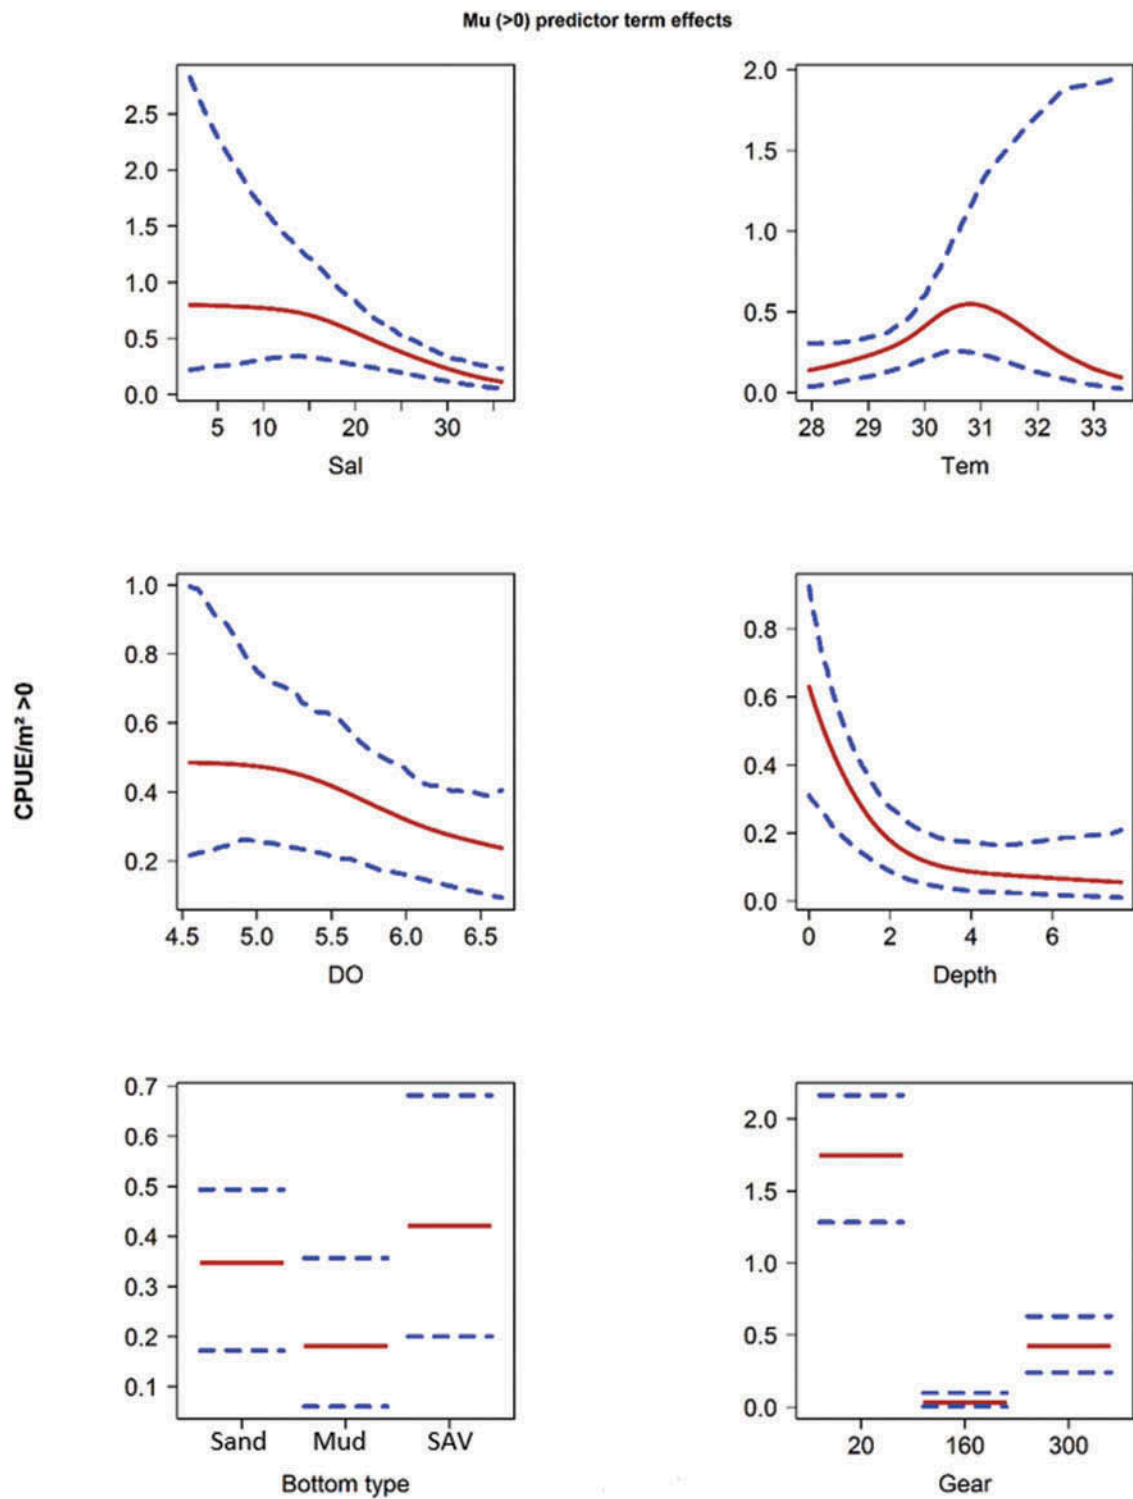 Mu (>0) predictor term effects
2.5
2.0
1.5
1.0
0.5
0.0
5 10 20 30
Sal
2.0
1.5
1.0
0.5
0.0
28 29 30 31 32 33
Tem
CPUE/m² >0
1.0
0.8
0.6
0.4
0.2
4.5 5.0 5.5 6.0 6.5
DO
0.8
0.6
0.4
0.2
0.0
0 2 4 6
Depth
0.7
0.6
0.5
0.4
0.3
0.2
0.1
Sand Mud SAV
Bottom type
2.0
1.5
1.0
0.5
0.0
20 160 300
Gear